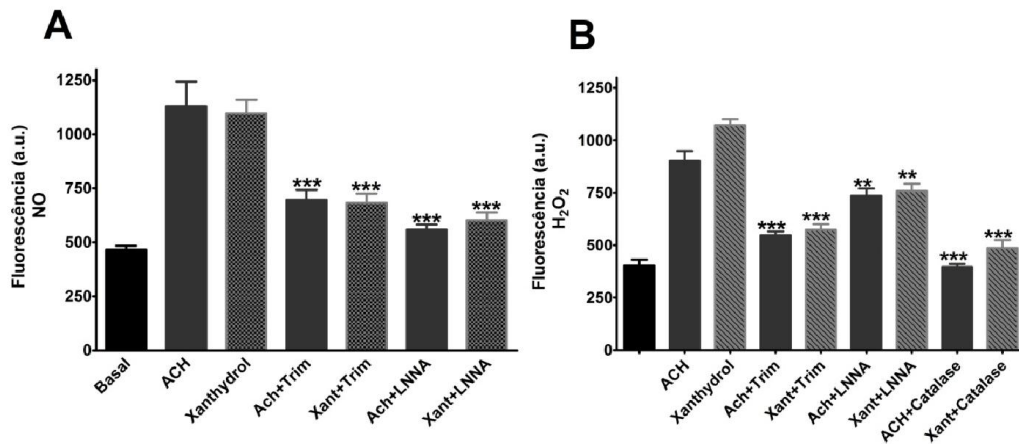 A
Fluorescência (a.u.)
NO
1250
1000
750
500
250
0
***
***
***
***
Basal
ACH
Xanthydrol
Ach+Trim
Xant+Trim
Ach+LNNA
Xant+LNNA
B
Fluorescência (a.u.)
H₂O₂
1250
1000
750
500
250
0
***
***
**
**
***
***
ACH
Xanthydrol
Ach+Trim
Xant+Trim
Ach+LNNA
Xant+LNNA
ACH+Catalase
Xant+Catalase